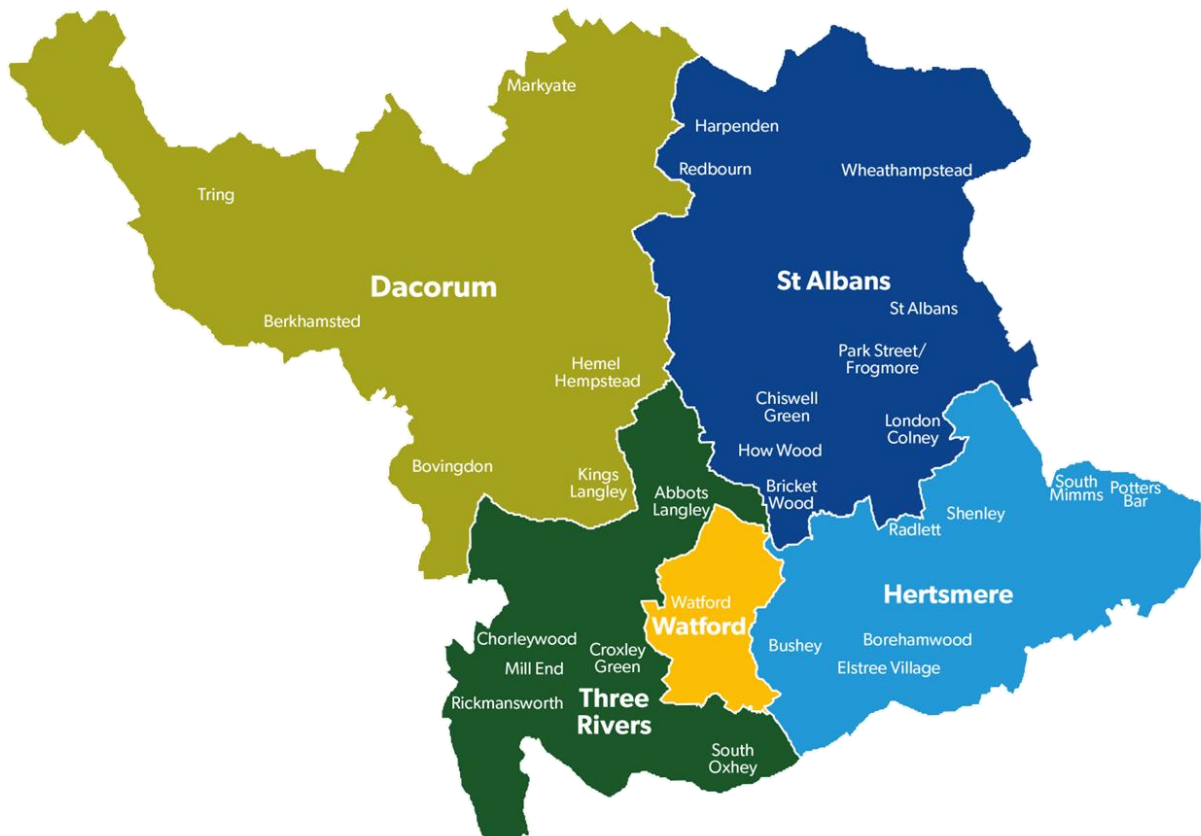 Markyate
Harpenden
Redbourn
Wheathampstead
Tring
Dacorum
St Albans
St Albans
Berkhamsted
Park Street/
Frogmore
Hemel
Hempstead
Chiswell
Green
London
Colney
How Wood
Bovingdon
Kings
Langley
Abbots
Langley
Bricket
Wood
South
Mimms
Potters
Bar
Shenley
Radlett
Hertsmere
Watford
Watford
Chorleywood
Croxley
Green
Bushey
Borehamwood
Mill End
Elstree Village
Rickmansworth
Three
Rivers
South
Oxhey